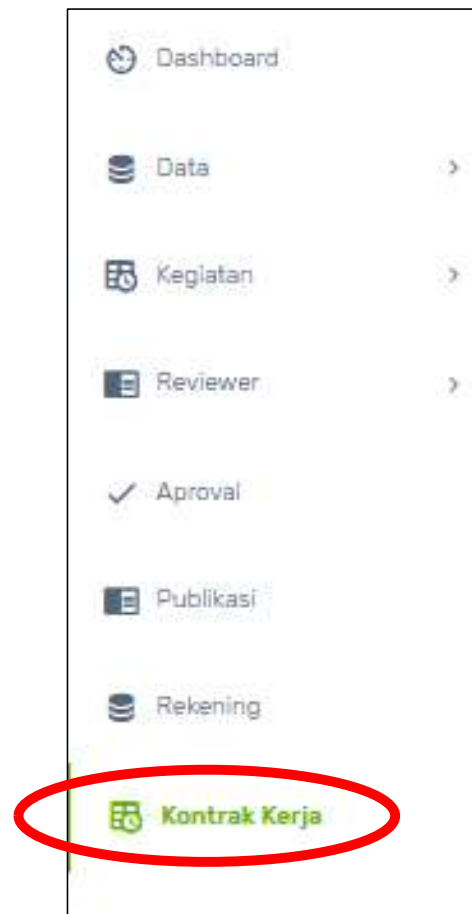 Dashboard
Data
Kegiatan
Reviewer
Aproval
Publikasi
Rekening
Kontrak Kerja